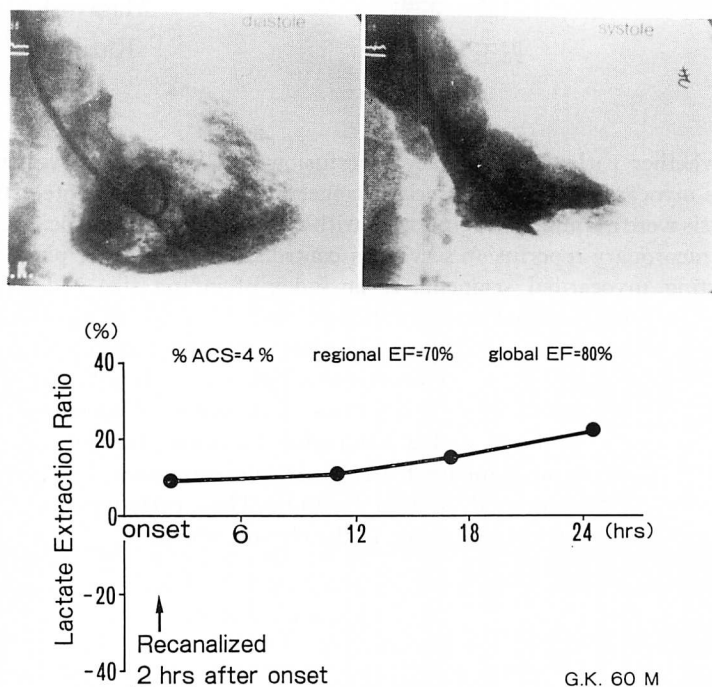 diastole
systole
G.K.
(%)
% ACS=4 % regional EF=70% global EF=80%
40
20
0
-20
-40
Lactate Extraction Ratio
onset 6 12 18 24 (hrs)
Recanalized
2 hrs after onset
G.K. 60 M